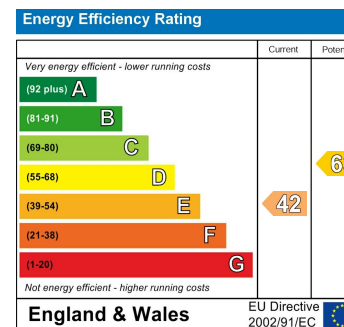 Energy Efficiency Rating
Current
Very energy efficient - lower running costs
(92 plus) A
(81-91) B
(69-80) C
(55-68) D
(39-54) E
42
(21-38) F
(1-20) G
Not energy efficient - higher running costs
England & Wales
EU Directive
2002/91/EC